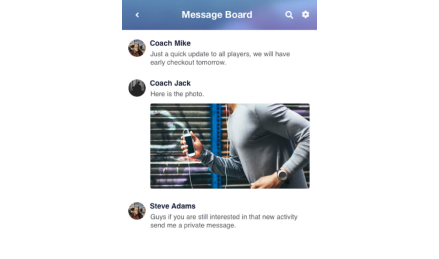 Message Board
Coach Mike
Just a quick update to all players, we will have
early checkout tomorrow.
Coach Jack
Here is the photo.
Steve Adams
Guys if you are still interested in that new activity
send me a private message.